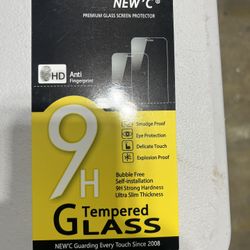 NEW'C®
PREMIUM GLASS SCREEN PROTECTOR
HD
Anti
Fingerprint
9H
Smudge Proof
Eye Protection
Delicate Touch
Explosion Proof
Bubble Free
Self-installation
9H Strong Hardness
Ultra Slim Thickness
Tempered
GLASS
NEW'C Guarding Every Touch Since 2008